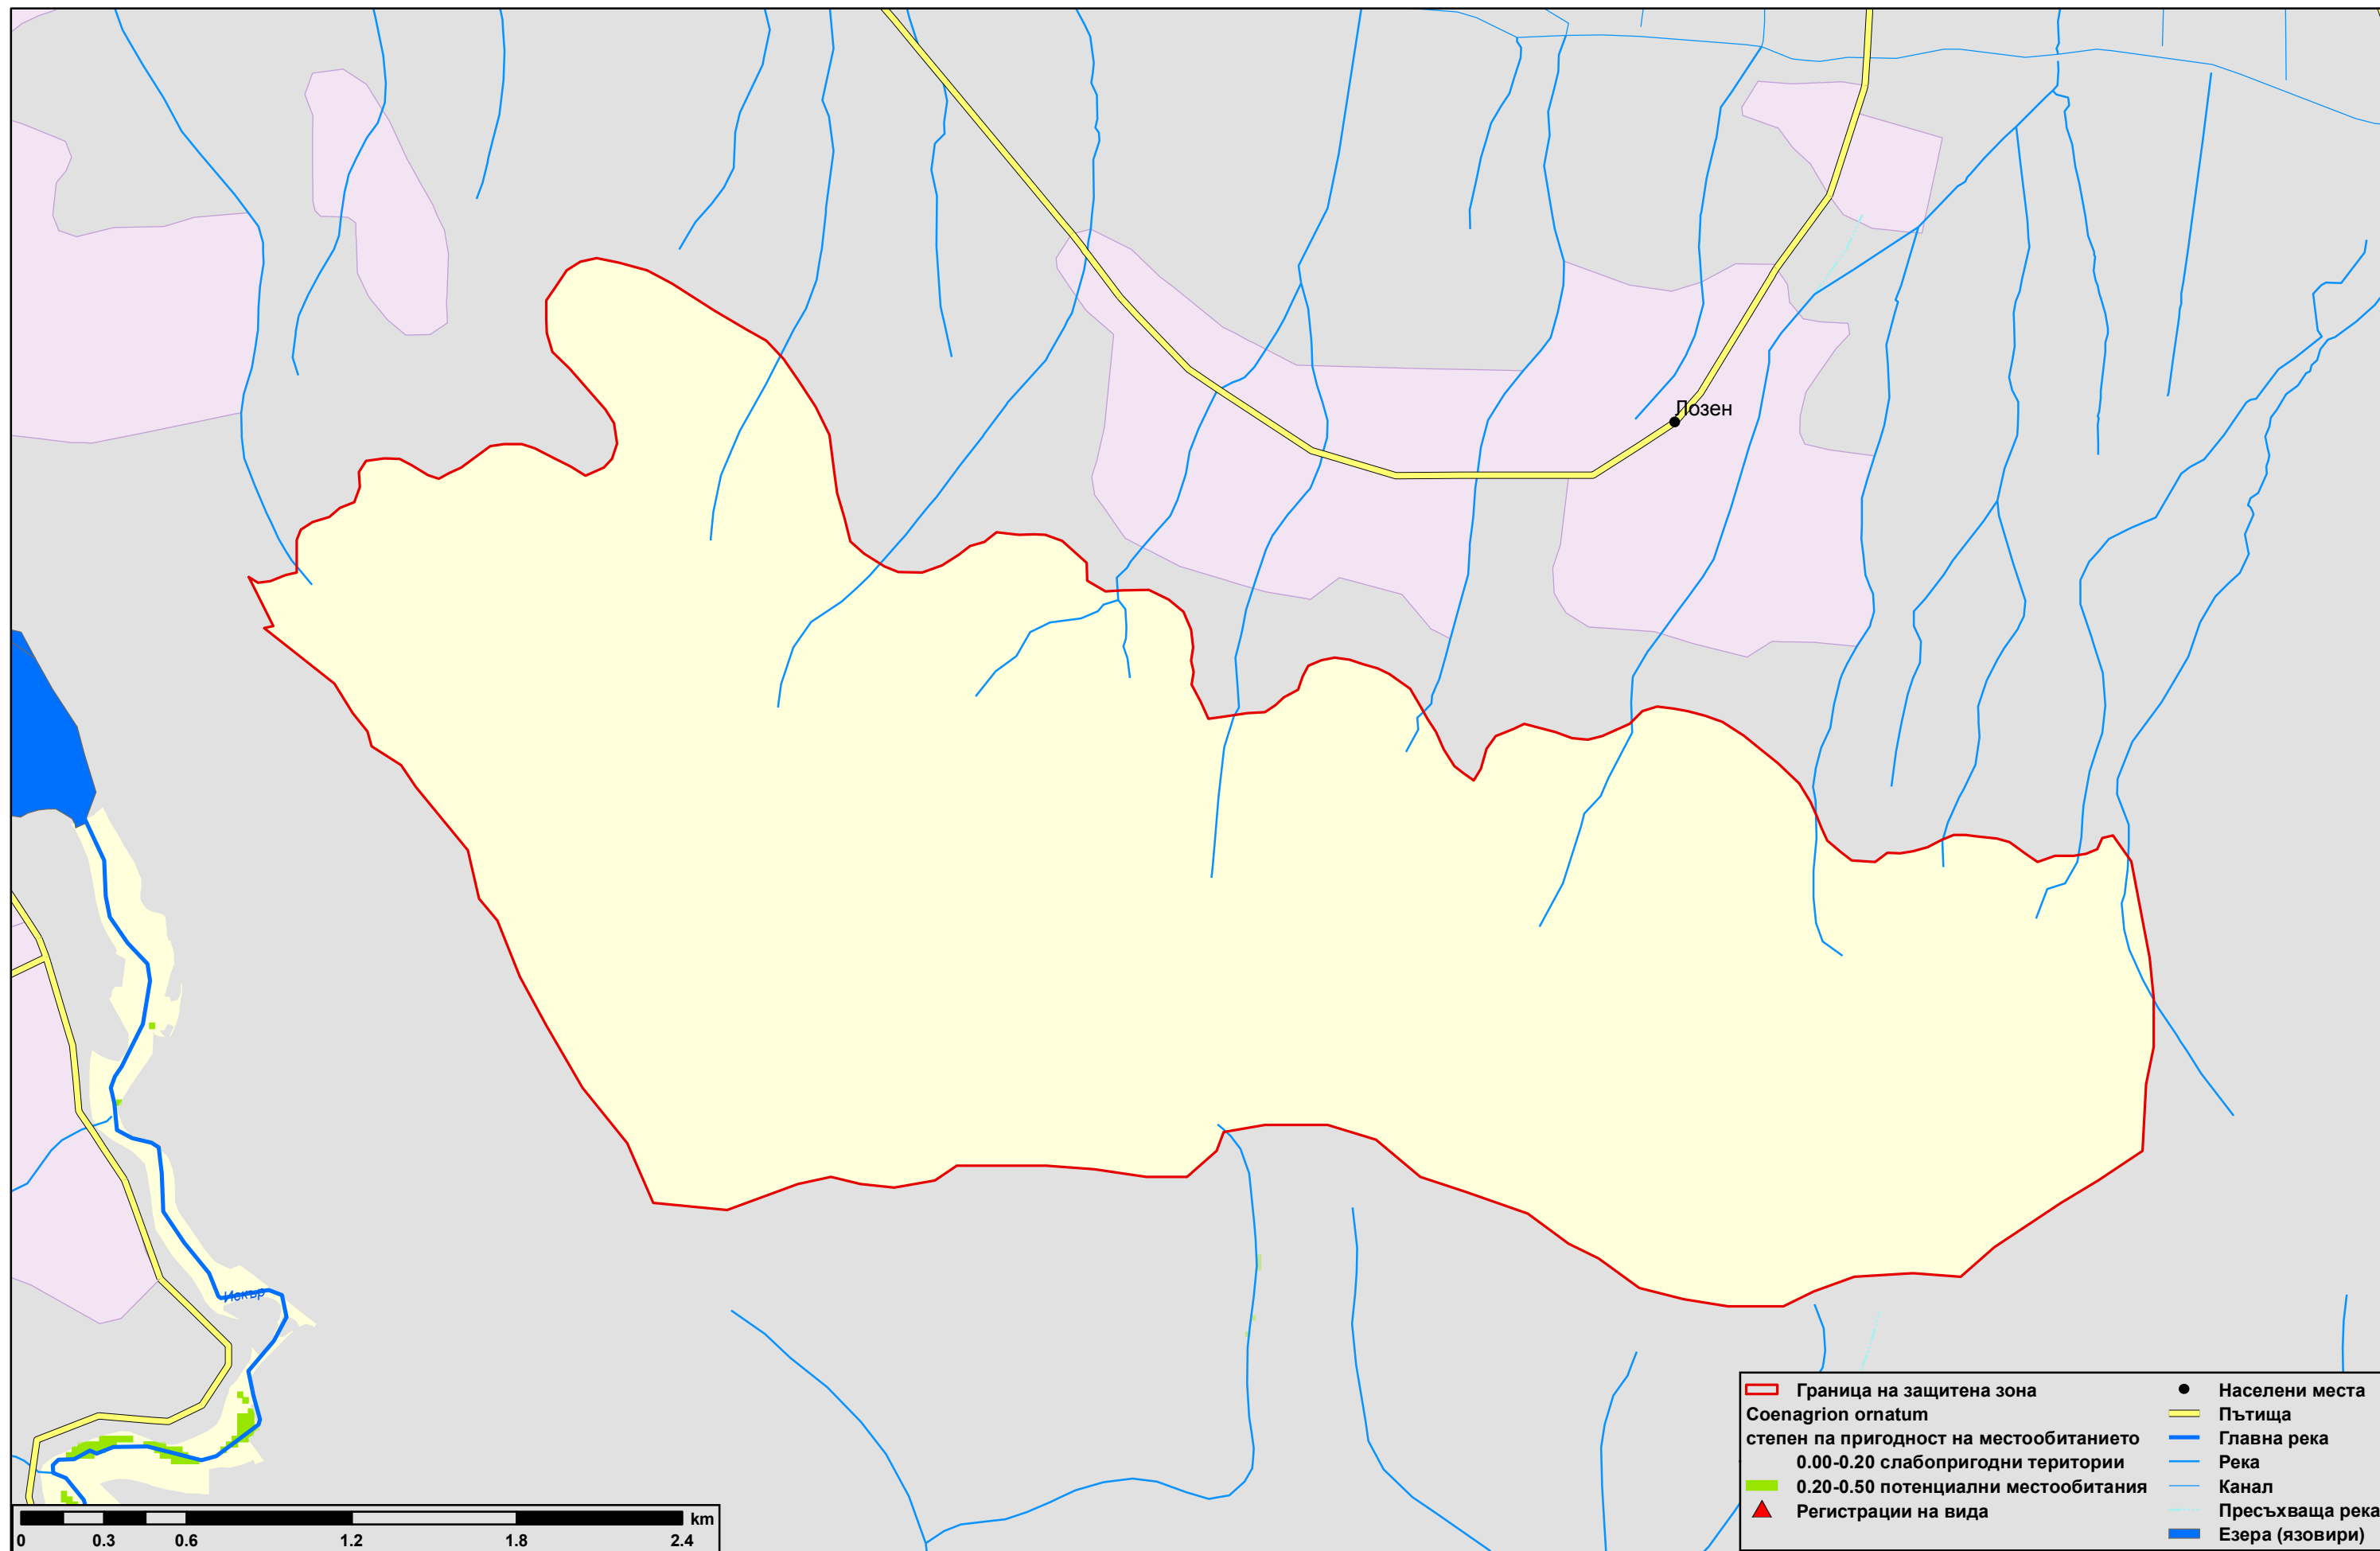 Лозен
Искър
Граница на защитена зона
Coenagrion ornatum
степен па пригодност на местообитанието
0.00-0.20 слабопригодни територии
0.20-0.50 потенциални местообитания
Регистрации на вида
Населени места
Пътища
Главна река
Река
Канал
Пресъхваща река
Езера (язовири)
km
0 0.3 0.6 1.2 1.8 2.4